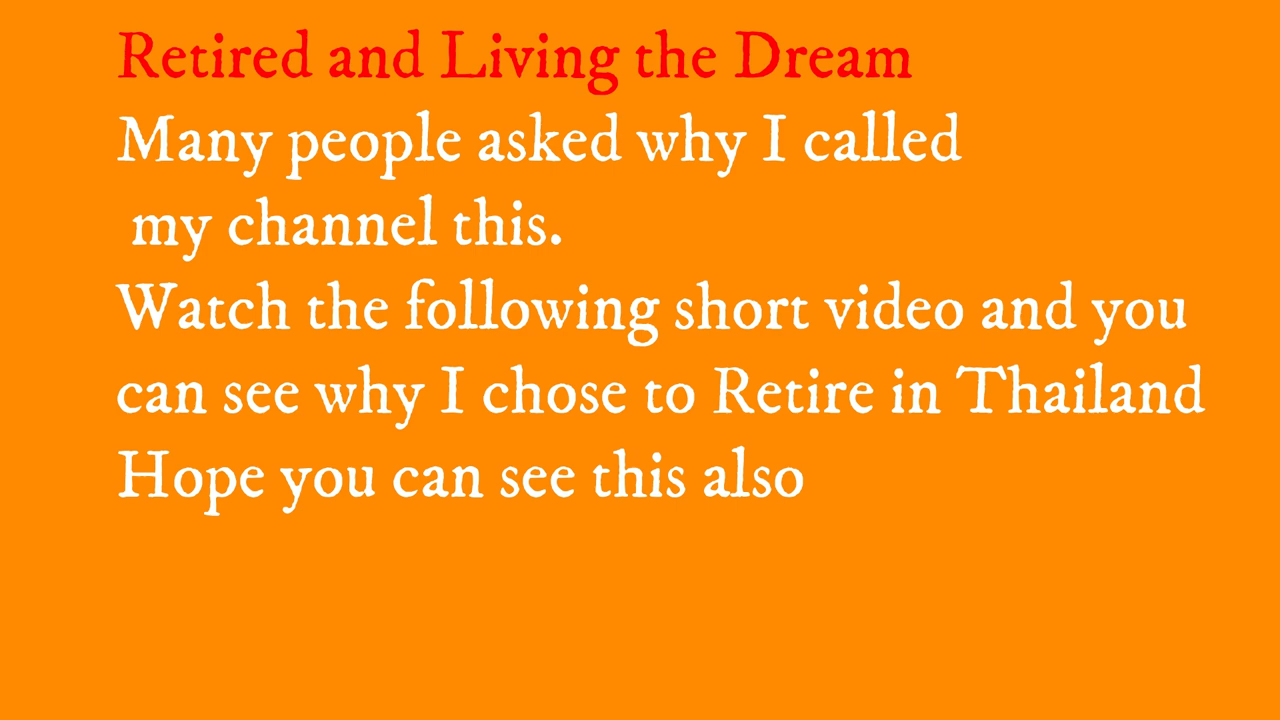 Retired and Living the Dream
Many people asked why I called
my channel this.
Watch the following short video and you
can see why I chose to Retire in Thailand
Hope you can see this also